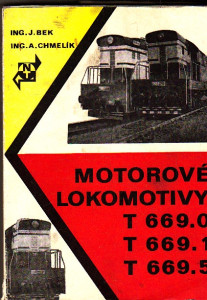 ING.J.BEK
ING.A.CHMELÍK
MOTOROVÉ
LOKOMOTIVY
T 669.0
T 669.1
T 669.5